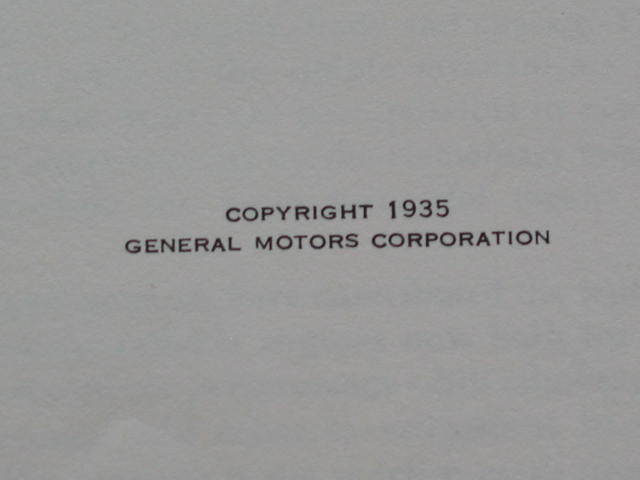 COPYRIGHT 1935
GENERAL MOTORS CORPORATION